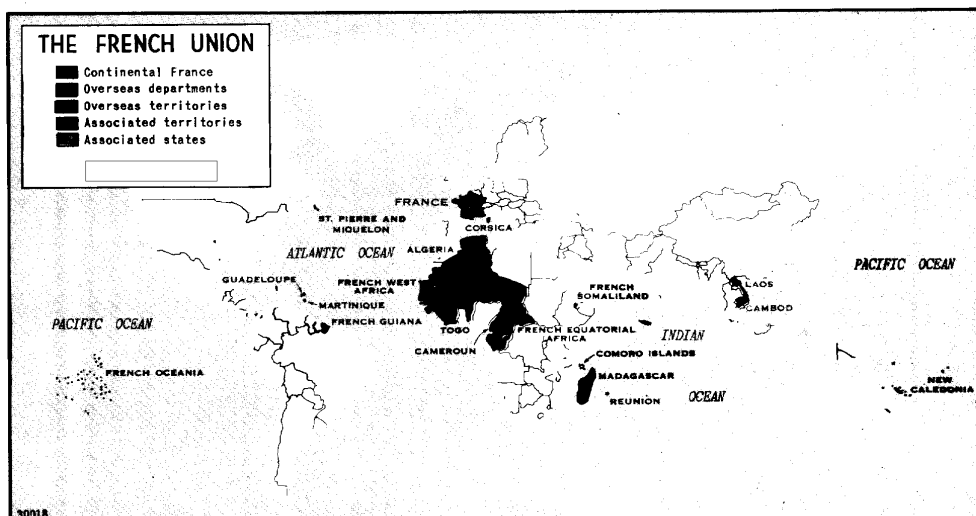 THE FRENCH UNION
Continental France
Overseas departments
Overseas territories
Associated territories
Associated states
FRANCE
ST. PIERRE AND
MIQUELON
CORSICA
ATLANTIC OCEAN
ALGERIA
PACIFIC OCEAN
GUADELOUPE
FRENCH WEST
AFRICA
FRENCH
SOMALILAND
LAOS
MARTINIQUE
CAMBOD
PACIFIC OCEAN
FRENCH GUIANA
TOGO
FRENCH EQUATORIAL
AFRICA
INDIAN
CAMEROUN
COMORO ISLANDS
FRENCH OCEANIA
MADAGASCAR
NEW
CALEDONIA
REUNION
OCEAN
30018